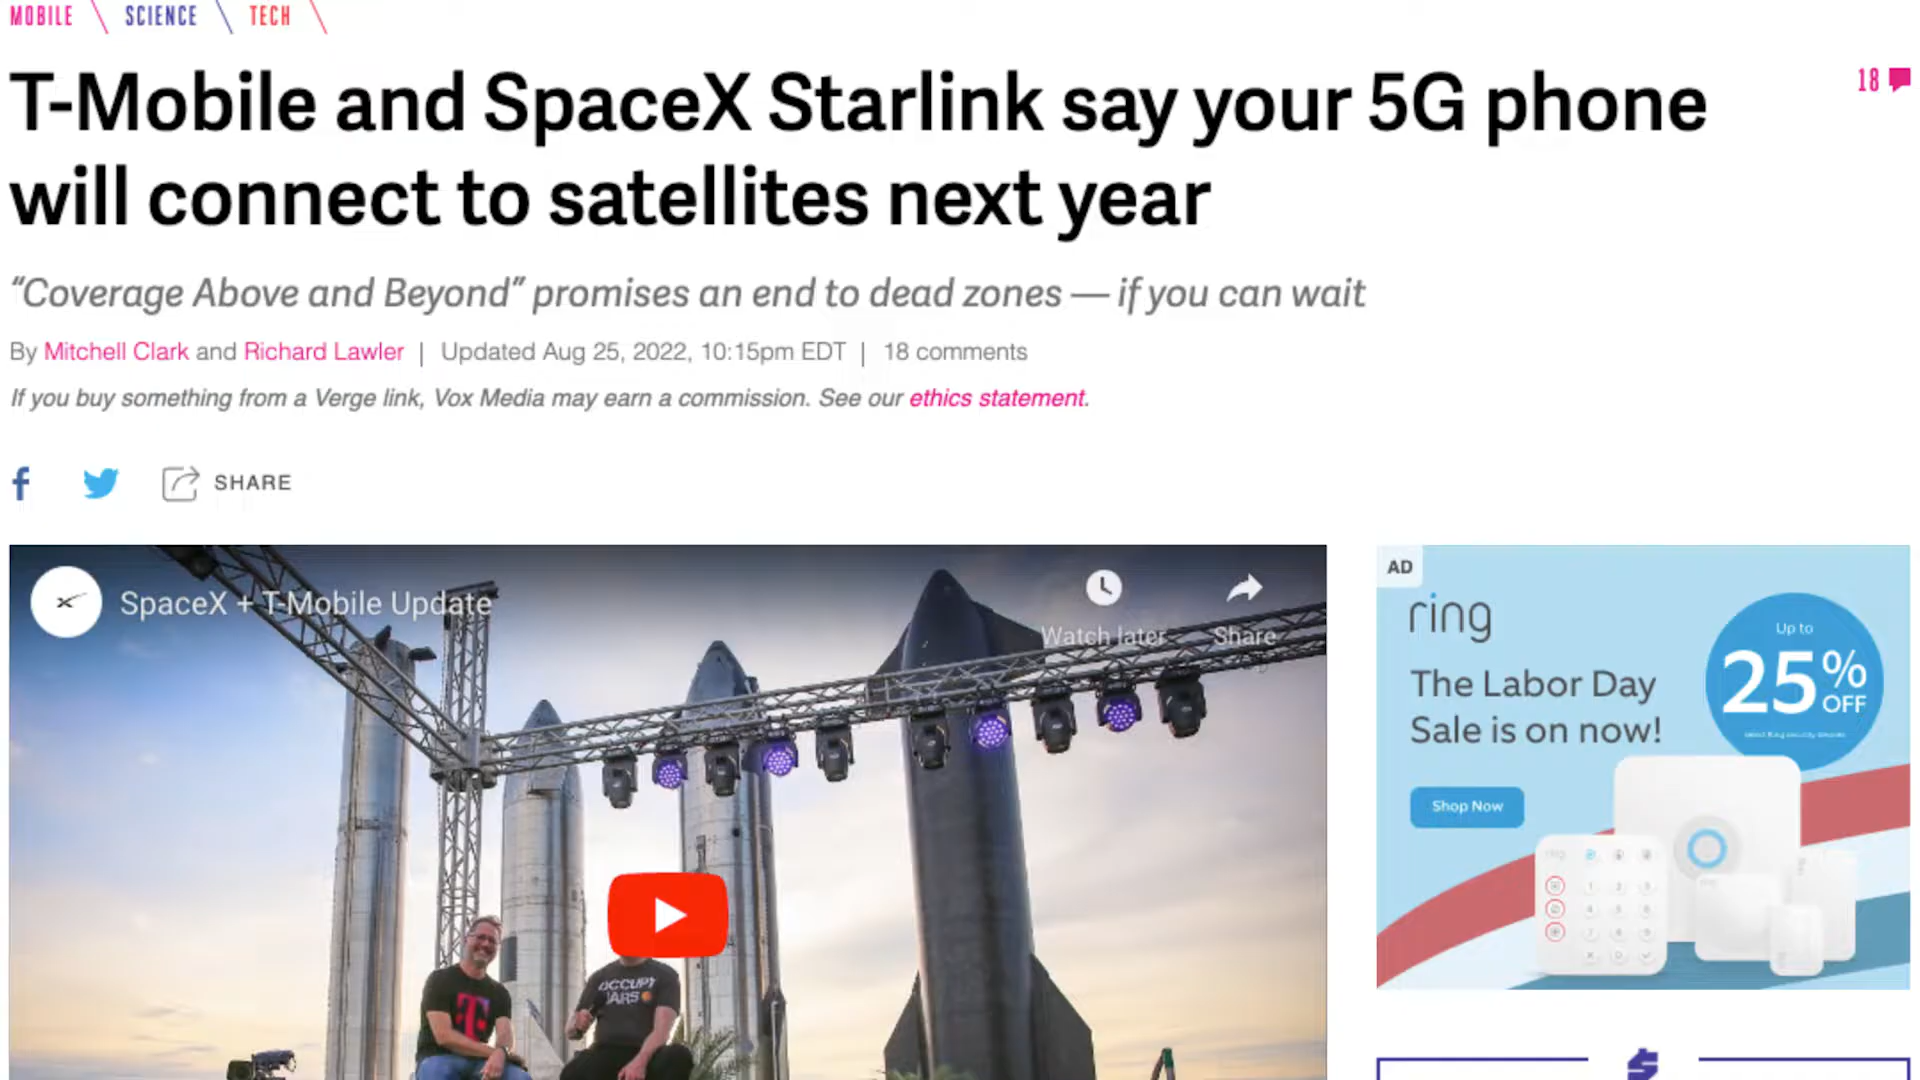 MOBILE SCIENCE TECH
T-Mobile and SpaceX Starlink say your 5G phone
will connect to satellites next year
18
“Coverage Above and Beyond” promises an end to dead zones — if you can wait
By Mitchell Clark and Richard Lawler | Updated Aug 25, 2022, 10:15pm EDT | 18 comments
If you buy something from a Verge link, Vox Media may earn a commission. See our ethics statement.
SHARE
SpaceX + T-Mobile Update
Watch later
Share
T
OCCUPY
MARS
AD
ring
The Labor Day
Sale is on now!
Up to
25%
OFF
Shop Now